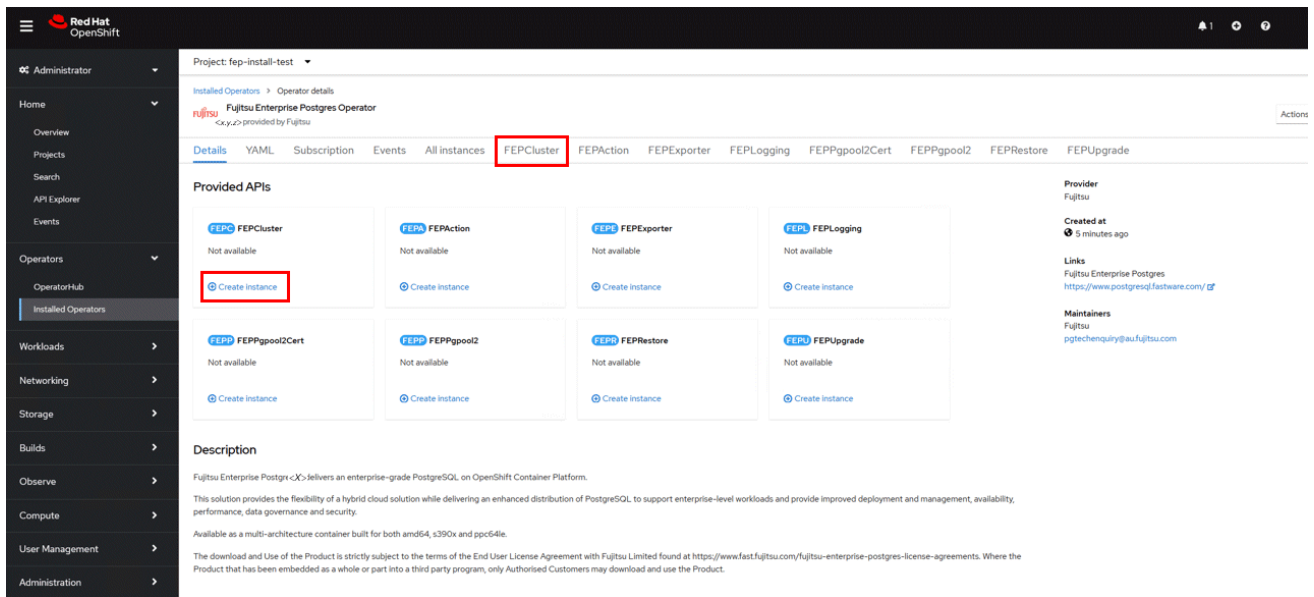 Red Hat
OpenShift
1
Administrator
Project: fep-install-test
Installed Operators > Operator details
FUJITSU
Fujitsu Enterprise Postgres Operator
<x.y.z> provided by Fujitsu
Actions
Home
Overview
Projects
Search
API Explorer
Events
Operators
OperatorHub
Installed Operators
Workloads
Networking
Storage
Builds
Observe
Compute
User Management
Administration
Details YAML Subscription Events All instances FEPCluster FEPAction FEPExporter FEPLogging FEPPgpool2Cert FEPPgpool2 FEPRestore FEPUpgrade
Provided APIs
FEPC FEPCluster
Not available
Create instance
FEPA FEPAction
Not available
Create instance
FEPE FEPExporter
Not available
Create instance
FEPL FEPLogging
Not available
Create instance
FEPP FEPPgpool2Cert
Not available
Create instance
FEPP FEPPgpool2
Not available
Create instance
FEPR FEPRestore
Not available
Create instance
FEPU FEPUpgrade
Not available
Create instance
Provider
Fujitsu
Created at
5 minutes ago
Links
Fujitsu Enterprise Postgres
https://www.postgresql.fastware.com/
Maintainers
Fujitsu
pgtechenquiry@au.fujitsu.com
Description
Fujitsu Enterprise Postgr<X>delivers an enterprise-grade PostgreSQL on OpenShift Container Platform.
This solution provides the flexibility of a hybrid cloud solution while delivering an enhanced distribution of PostgreSQL to support enterprise-level workloads and provide improved deployment and management, availability,
performance, data governance and security.
Available as a multi-architecture container built for both amd64, s390x and ppc64le.
The download and Use of the Product is strictly subject to the terms of the End User License Agreement with Fujitsu Limited found at https://www.fast.fujitsu.com/fujitsu-enterprise-postgres-license-agreements. Where the
Product that has been embedded as a whole or part into a third party program, only Authorised Customers may download and use the Product.